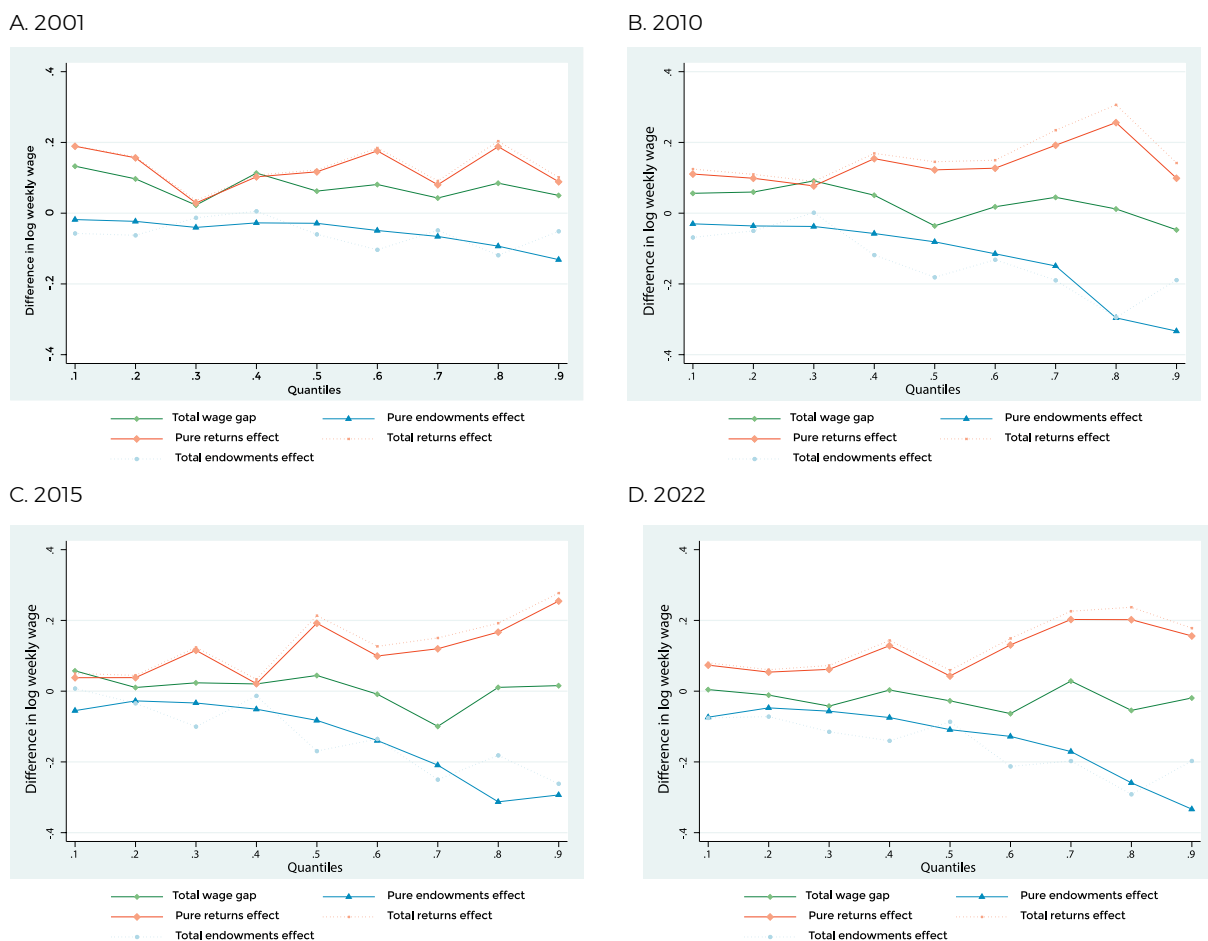 A. 2001
Difference in log weekly wage
.4
.2
0
-.2
-.4
.1 .2 .3 .4 .5 .6 .7 .8 .9
Quantiles
Total wage gap Pure endowments effect
Pure returns effect Total returns effect
Total endowments effect
B. 2010
Difference in log weekly wage
.4
.2
0
-.2
-.4
.1 .2 .3 .4 .5 .6 .7 .8 .9
Quantiles
Total wage gap Pure endowments effect
Pure returns effect Total returns effect
Total endowments effect
C. 2015
Difference in log weekly wage
.4
.2
0
-.2
-.4
.1 .2 .3 .4 .5 .6 .7 .8 .9
Quantiles
Total wage gap Pure endowments effect
Pure returns effect Total returns effect
Total endowments effect
D. 2022
Difference in log weekly wage
.4
.2
0
-.2
-.4
.1 .2 .3 .4 .5 .6 .7 .8 .9
Quantiles
Total wage gap Pure endowments effect
Pure returns effect Total returns effect
Total endowments effect